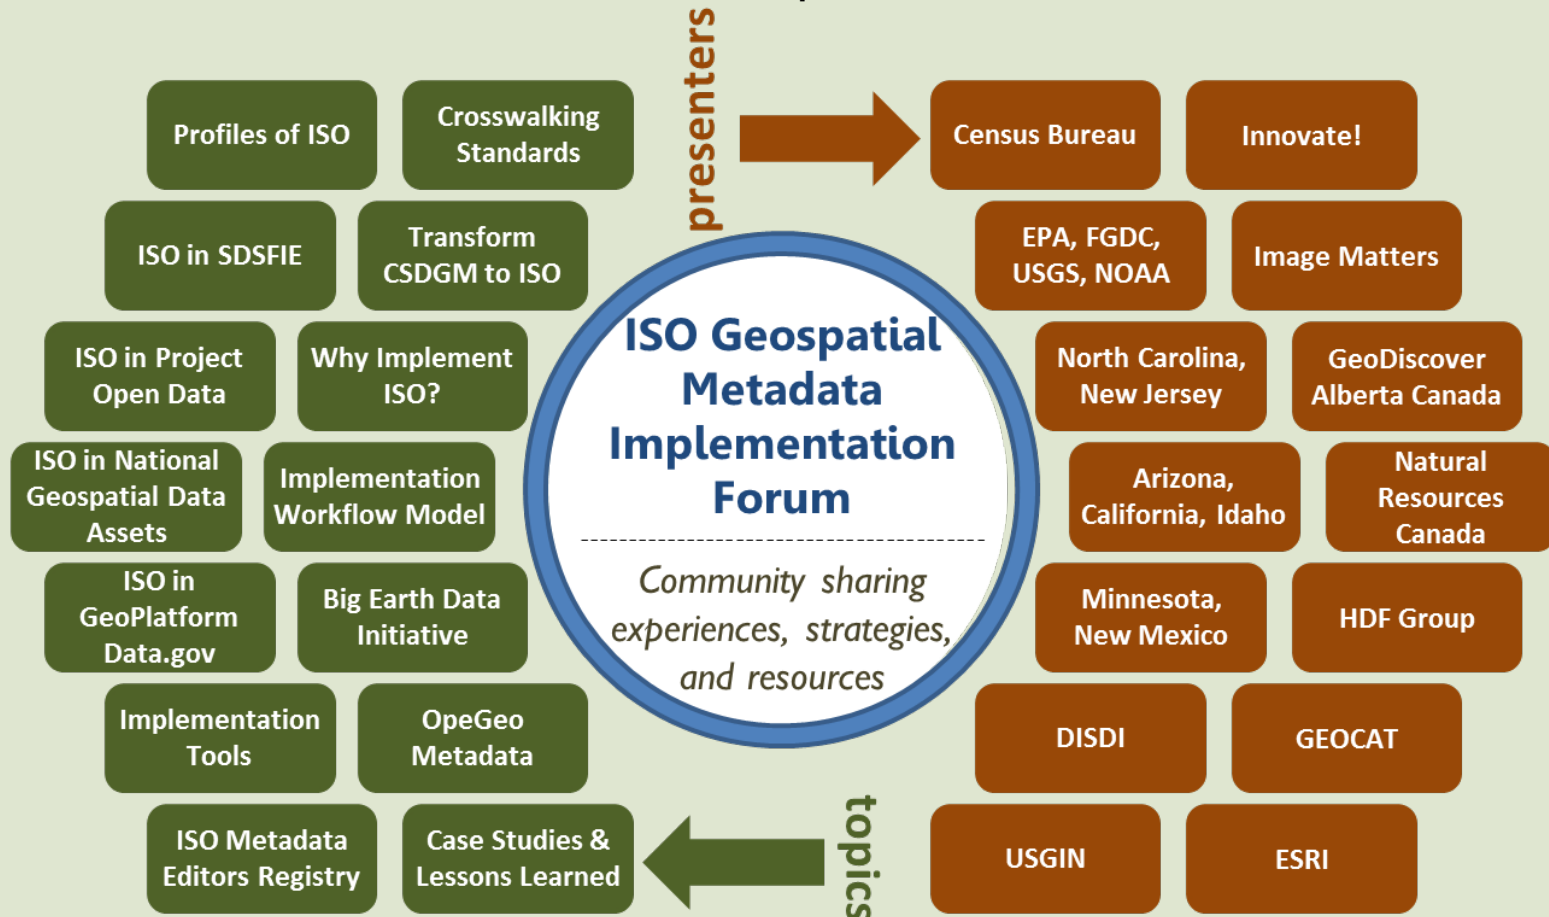 presenters
Profiles of ISO
Crosswalking
Standards
Census Bureau
Innovate!
ISO in SDSFIE
Transform
CSDGM to ISO
EPA, FGDC,
USGS, NOAA
Image Matters
ISO in Project
Open Data
Why Implement
ISO?
ISO Geospatial
Metadata
Implementation
Forum
North Carolina,
New Jersey
GeoDiscover
Alberta Canada
ISO in National
Geospatial Data
Assets
Implementation
Workflow Model
Arizona,
California, Idaho
Natural
Resources
Canada
ISO in
GeoPlatform
Data.gov
Big Earth Data
Initiative
Community sharing
experiences, strategies,
and resources
Minnesota,
New Mexico
HDF Group
Implementation
Tools
OpeGeo
Metadata
DISDI
GEOCAT
ISO Metadata
Editors Registry
Case Studies &
Lessons Learned
topics
USGIN
ESRI